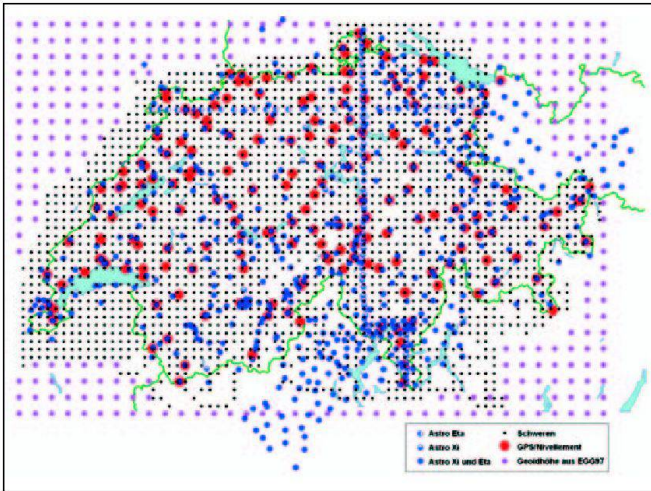 Astro Eta
Astro Xi
Astro Xi und Eta
Schweren
GPS/Nivellement
Geoidhöhe aus EGG97